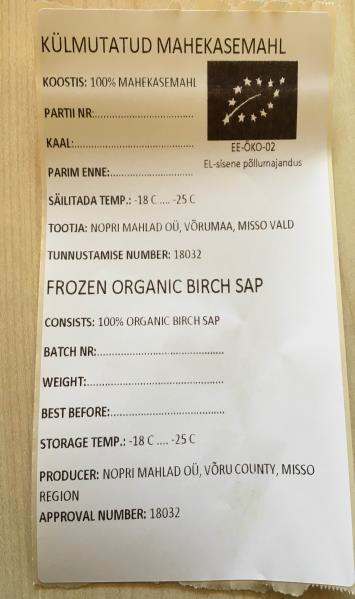 KÜLMUTATUD MAHEKASEMAHL
KOOSTIS: 100% MAHEKASEMAHL
PARTII NR:..............................
KAAL:....................................
EE-ÖKO-02
EL-sisene põllumajandus
PARIM ENNE:.........................
SÄILITADA TEMP.: -18 C .... -25 C
TOOTJA: NOPRI MAHLAD OÜ, VÕRUMAA, MISSO VALD
TUNNUSTAMISE NUMBER: 18032
FROZEN ORGANIC BIRCH SAP
CONSISTS: 100% ORGANIC BIRCH SAP
BATCH NR:.......................................
WEIGHT:..........................................
BEST BEFORE:...................................
STORAGE TEMP.: -18 C .... -25 C
PRODUCER: NOPRI MAHLAD OÜ, VÕRU COUNTY, MISSO
REGION
APPROVAL NUMBER: 18032